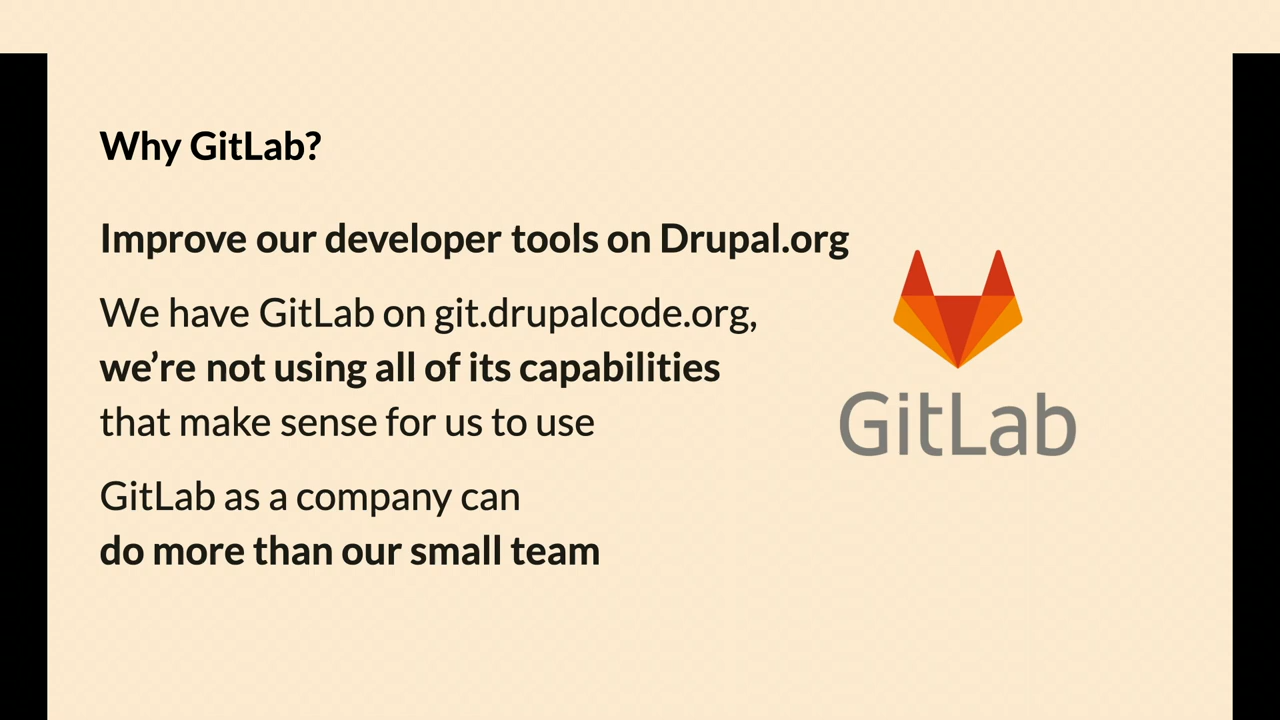 Why GitLab?
Improve our developer tools on Drupal.org
We have GitLab on git.drupalcode.org,
we’re not using all of its capabilities
that make sense for us to use
GitLab as a company can
do more than our small team
GitLab